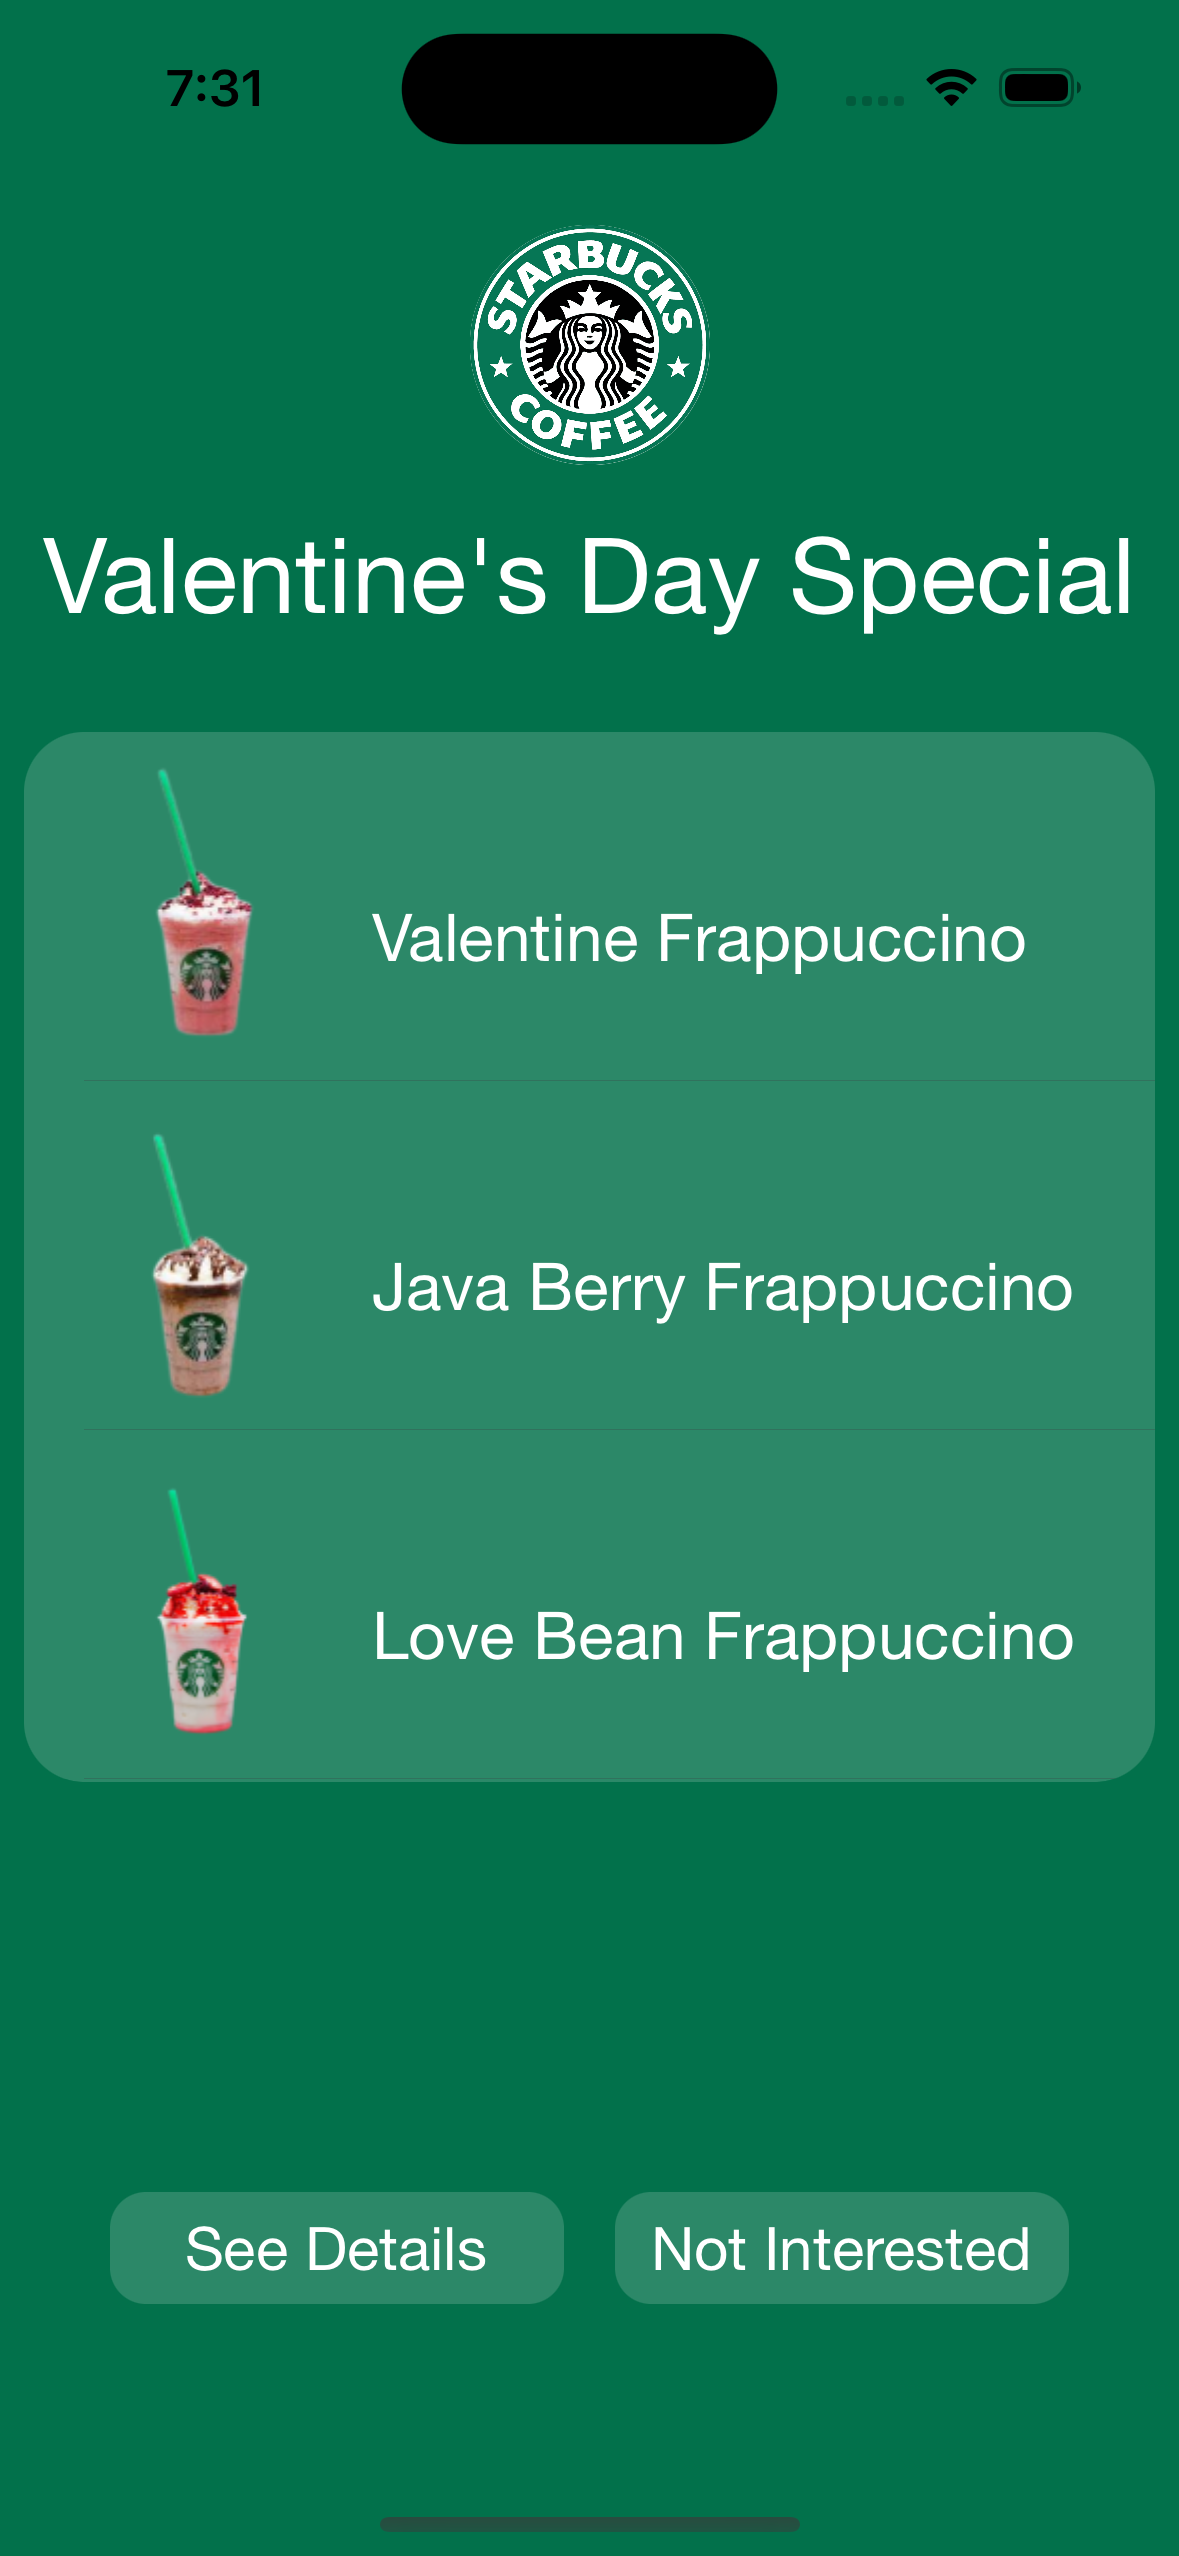 7:31
STARBUCKS
COFFEE
Valentine's Day Special
Valentine Frappuccino
Java Berry Frappuccino
Love Bean Frappuccino
See Details
Not Interested